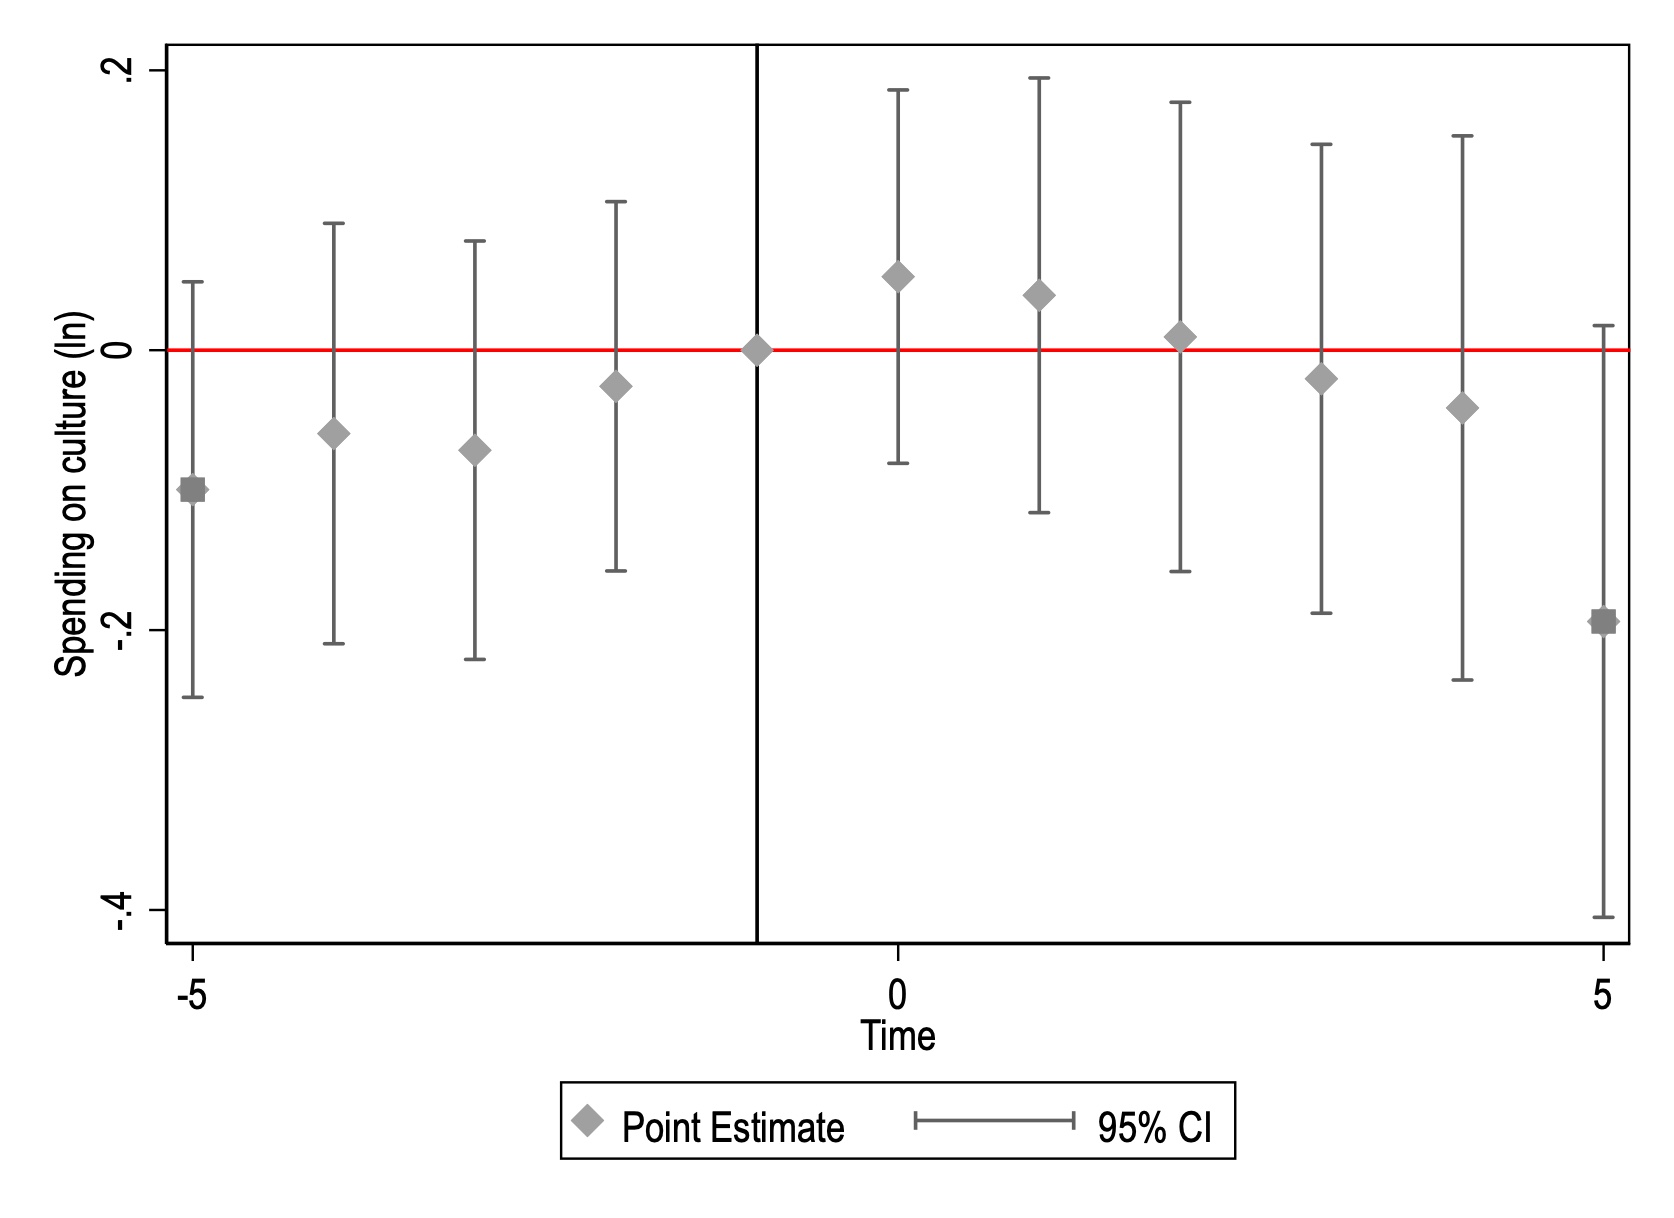 Spending on culture (ln)
.2
0
-.2
-.4
-5
0
5
Time
Point Estimate
95% CI